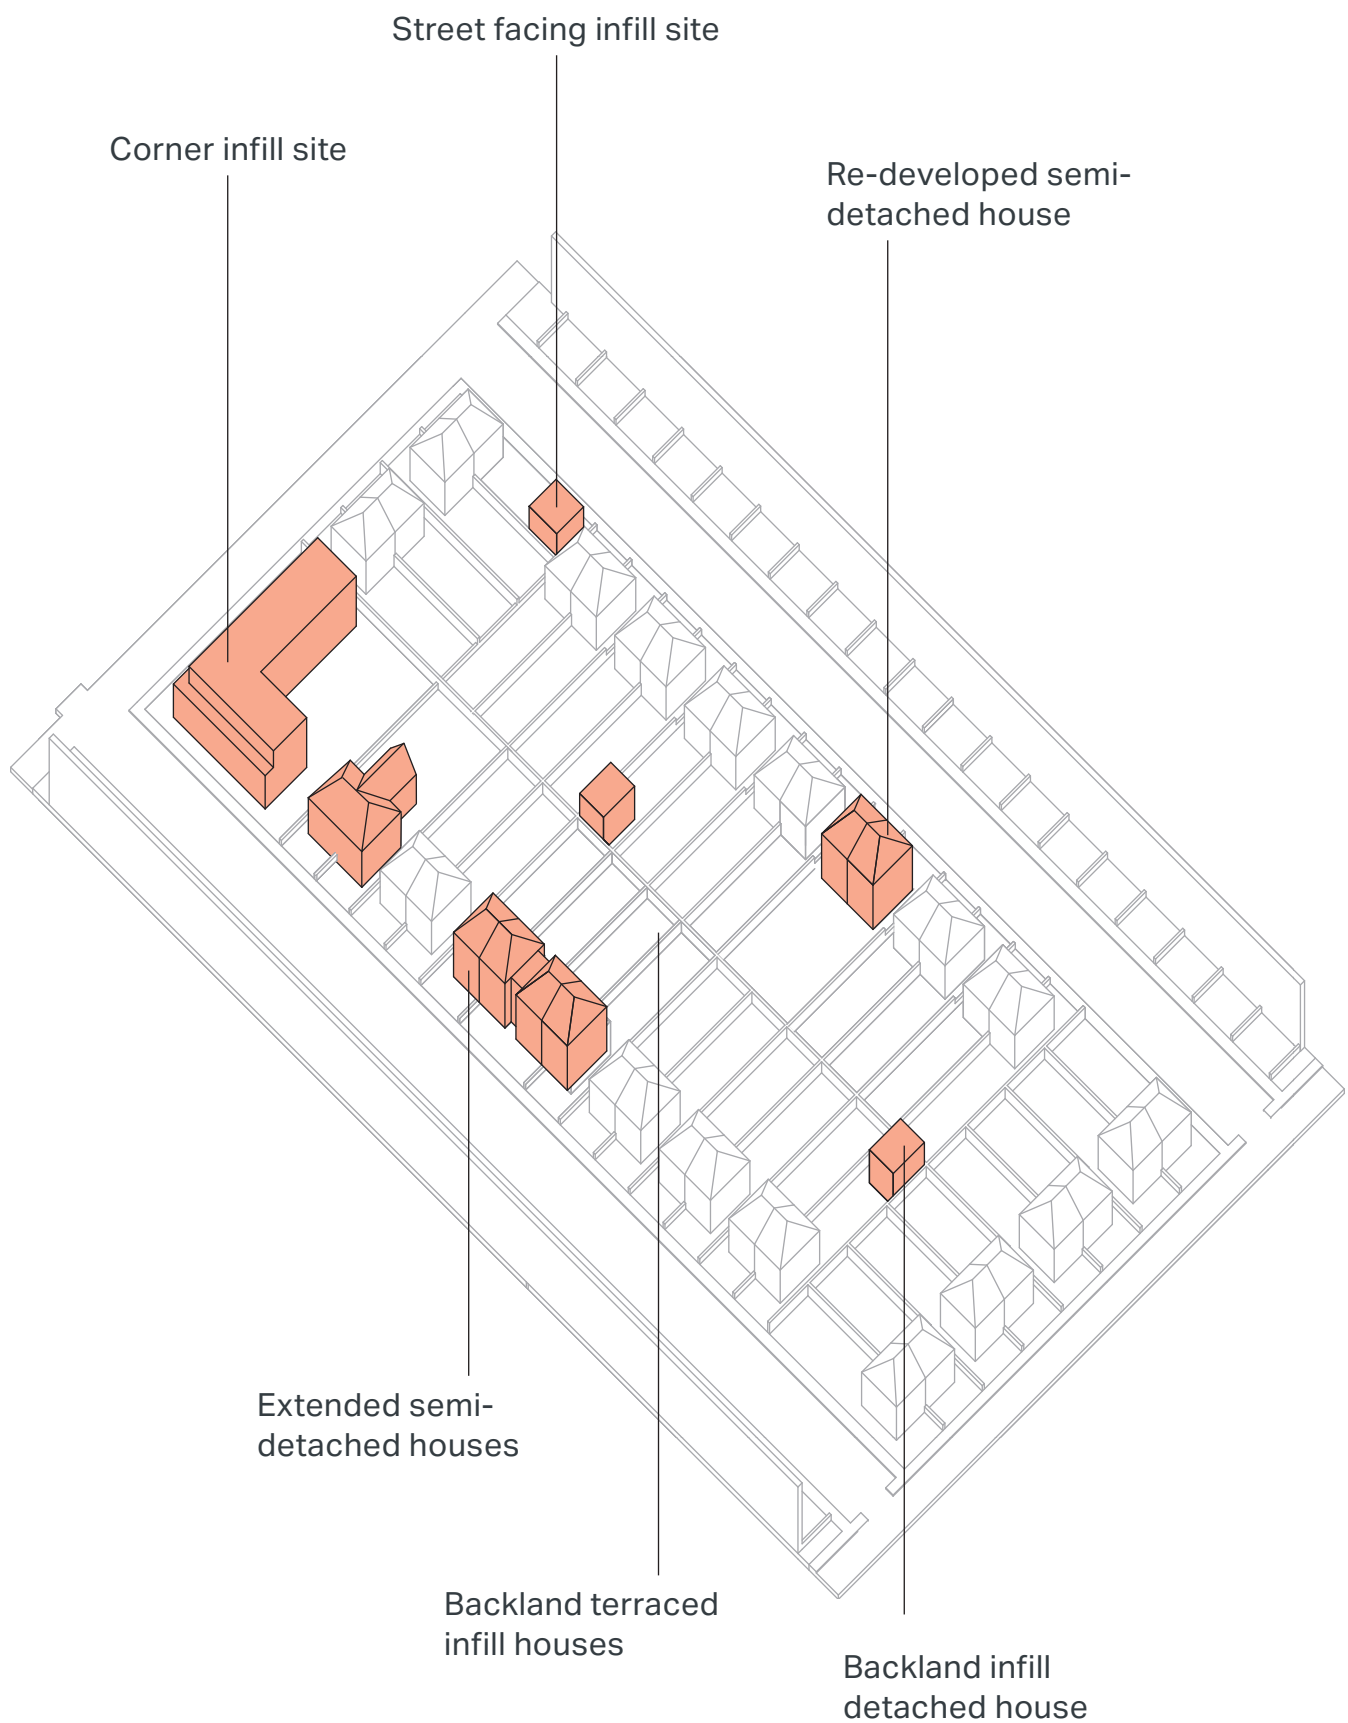 Street facing infill site
Corner infill site
Re-developed semi-
detached house
Extended semi-
detached houses
Backland terraced
infill houses
Backland infill
detached house